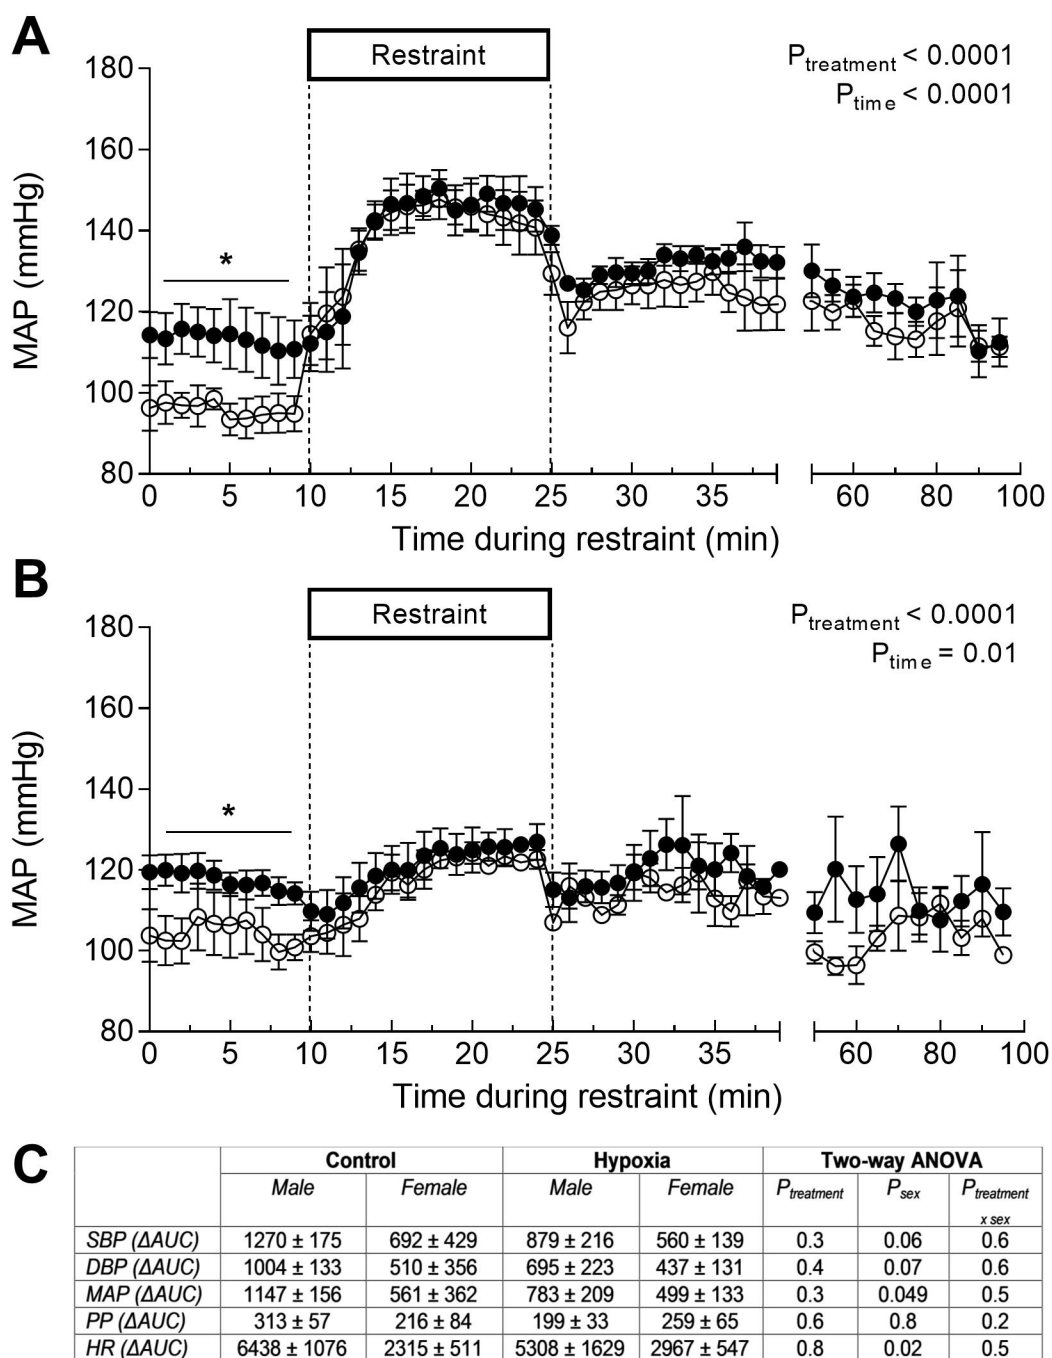 A
Restraint
P treatment < 0.0001
P time < 0.0001
180
160
140
120
100
80
MAP (mmHg)
*
0 5 10 15 20 25 30 35 60 80 100
Time during restraint (min)
B
Restraint
P treatment < 0.0001
P time = 0.01
180
160
140
120
100
80
MAP (mmHg)
*
0 5 10 15 20 25 30 35 60 80 100
Time during restraint (min)
C
Control Hypoxia Two-way ANOVA
Male Female Male Female P treatment P sex P treatment x sex
SBP (ΔAUC) 1270 ± 175 692 ± 429 879 ± 216 560 ± 139 0.3 0.06 0.6
DBP (ΔAUC) 1004 ± 133 510 ± 356 695 ± 223 437 ± 131 0.4 0.07 0.6
MAP (ΔAUC) 1147 ± 156 561 ± 362 783 ± 209 499 ± 133 0.3 0.049 0.5
PP (ΔAUC) 313 ± 57 216 ± 84 199 ± 33 259 ± 65 0.6 0.8 0.2
HR (ΔAUC) 6438 ± 1076 2315 ± 511 5308 ± 1629 2967 ± 547 0.8 0.02 0.5